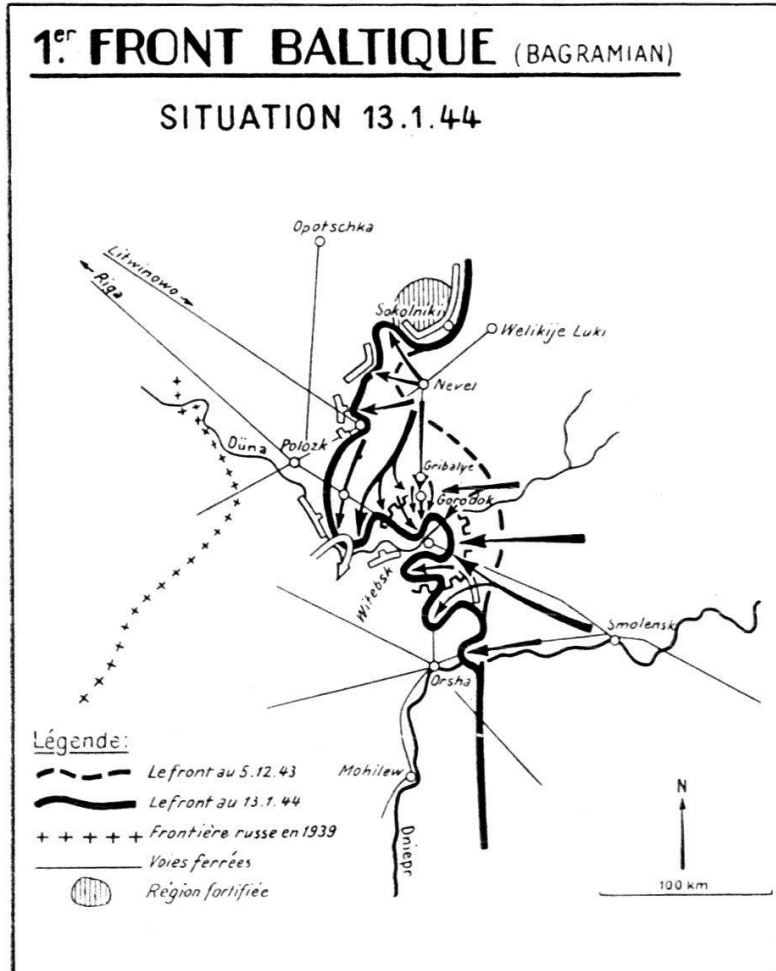 1.er FRONT BALTIQUE (BAGRAMIAN)
SITUATION 13.1.44
Opotschka
Litwinowo
Riga
Sokolniki
Welikije Luki
Nevel
Düna
Polozk
Gribalye
Gorodok
Witebsk
Smolensk
Orsha
Mohilew
Dniepr
Légende:
Le front au 5.12.43
Le front au 13.1.44
Frontière russe en 1939
Voies ferrées
Région fortifiée
N
100 km